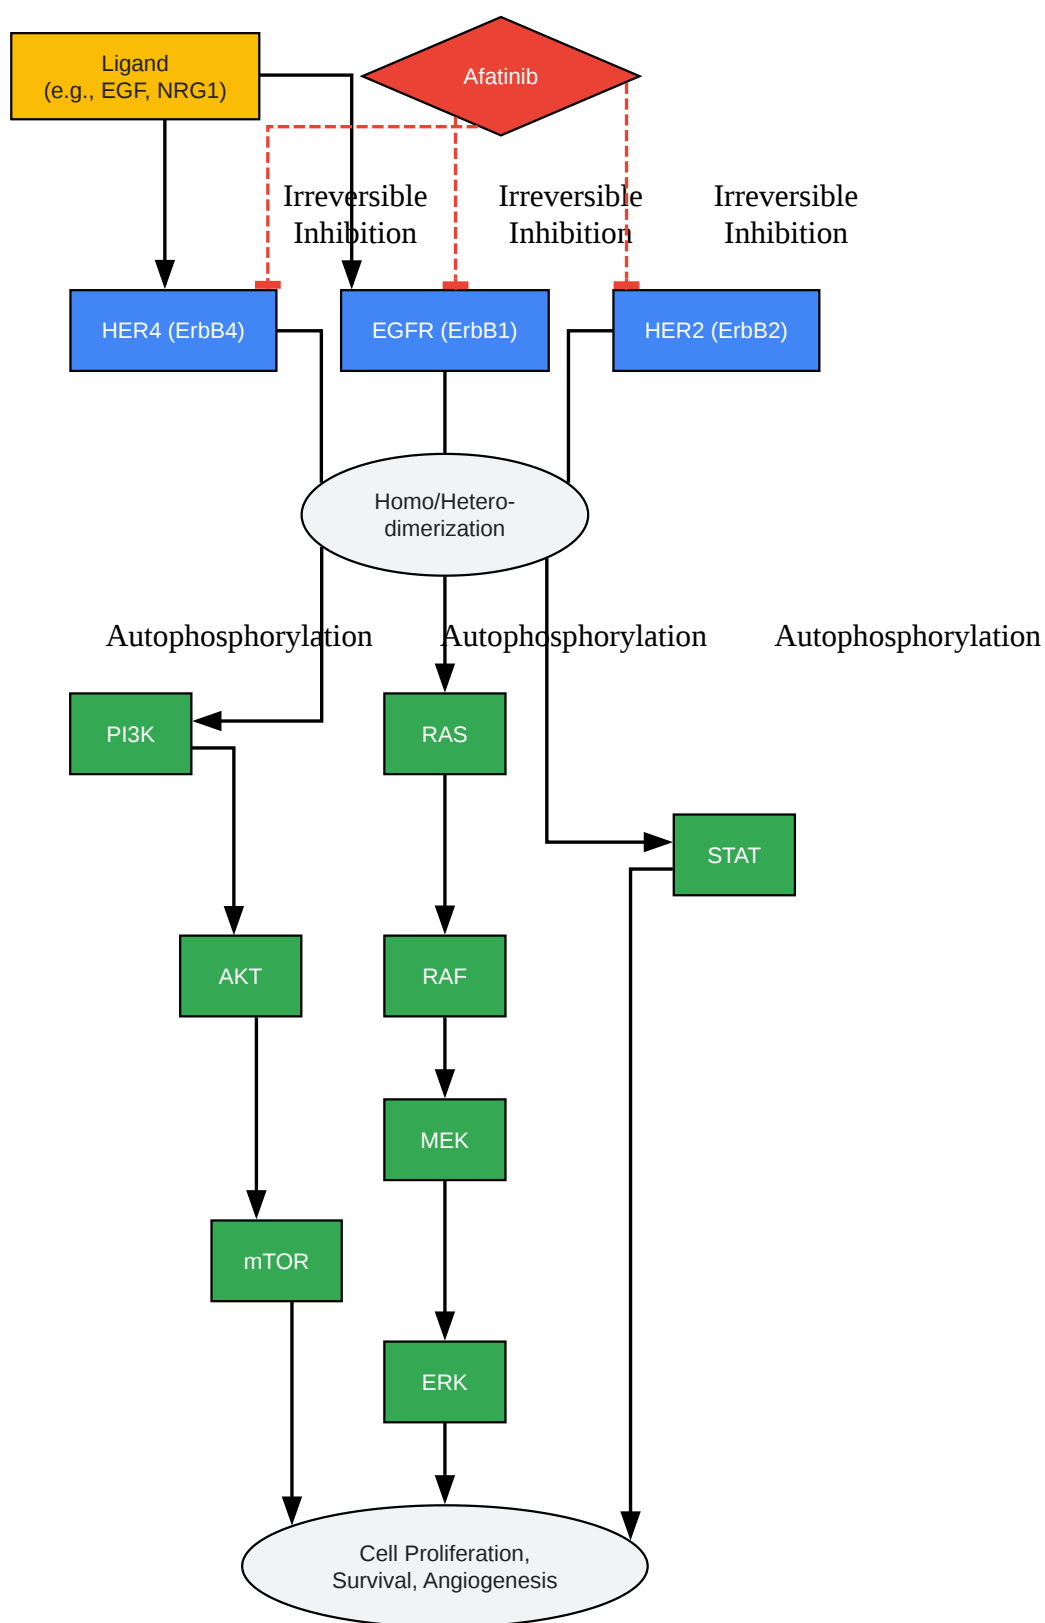 Ligand
(e.g., EGF, NRG1)
Afatinib
Irreversible
Inhibition
Irreversible
Inhibition
Irreversible
Inhibition
HER4 (ErbB4)
EGFR (ErbB1)
HER2 (ErbB2)
Homo/Hetero-
dimerization
Autophosphorylation
Autophosphorylation
Autophosphorylation
PI3K
RAS
STAT
AKT
RAF
MEK
mTOR
ERK
Cell Proliferation,
Survival, Angiogenesis